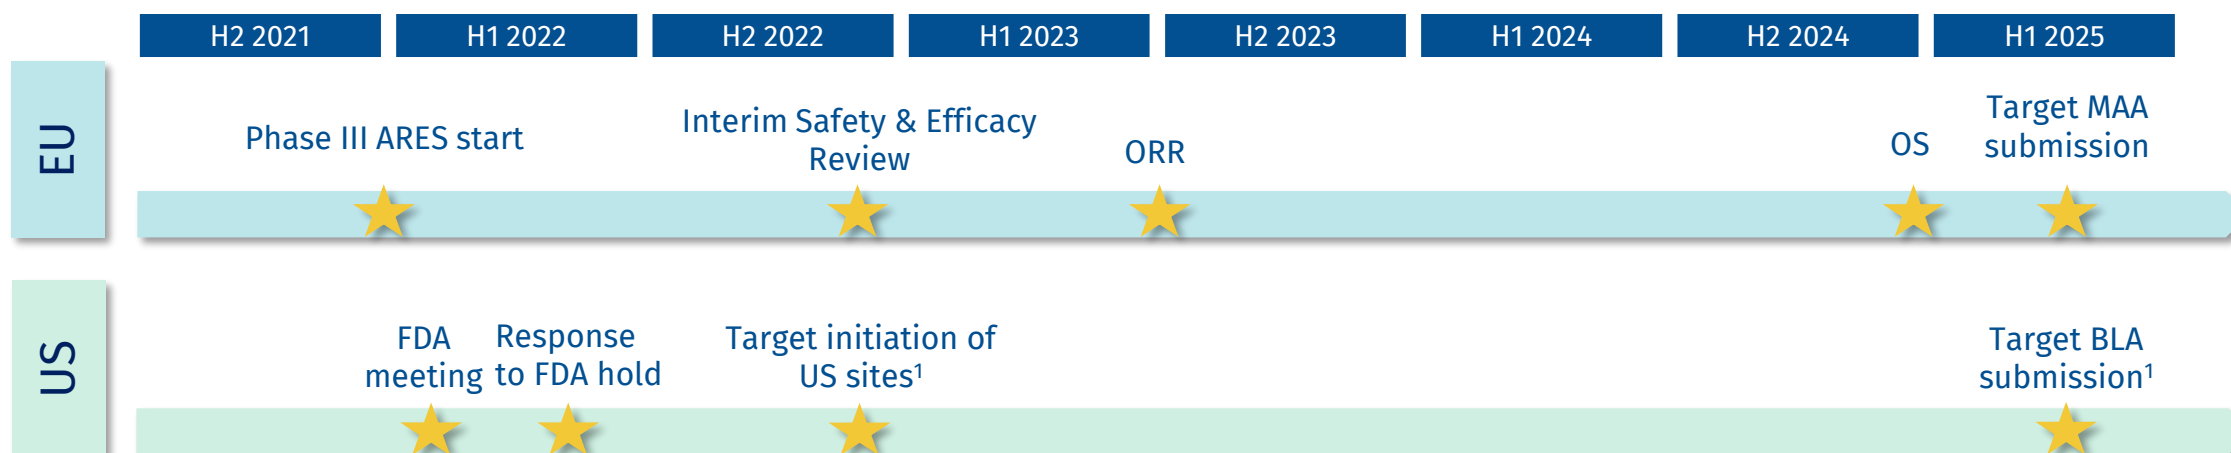 H2 2021
H1 2022
H2 2022
H1 2023
H2 2023
H1 2024
H2 2024
H1 2025
EU
Phase III ARES start
Interim Safety & Efficacy
Review
ORR
OS
Target MAA
submission
US
FDA
meeting
Response
to FDA hold
Target initiation of
US sites¹
Target BLA
submission¹